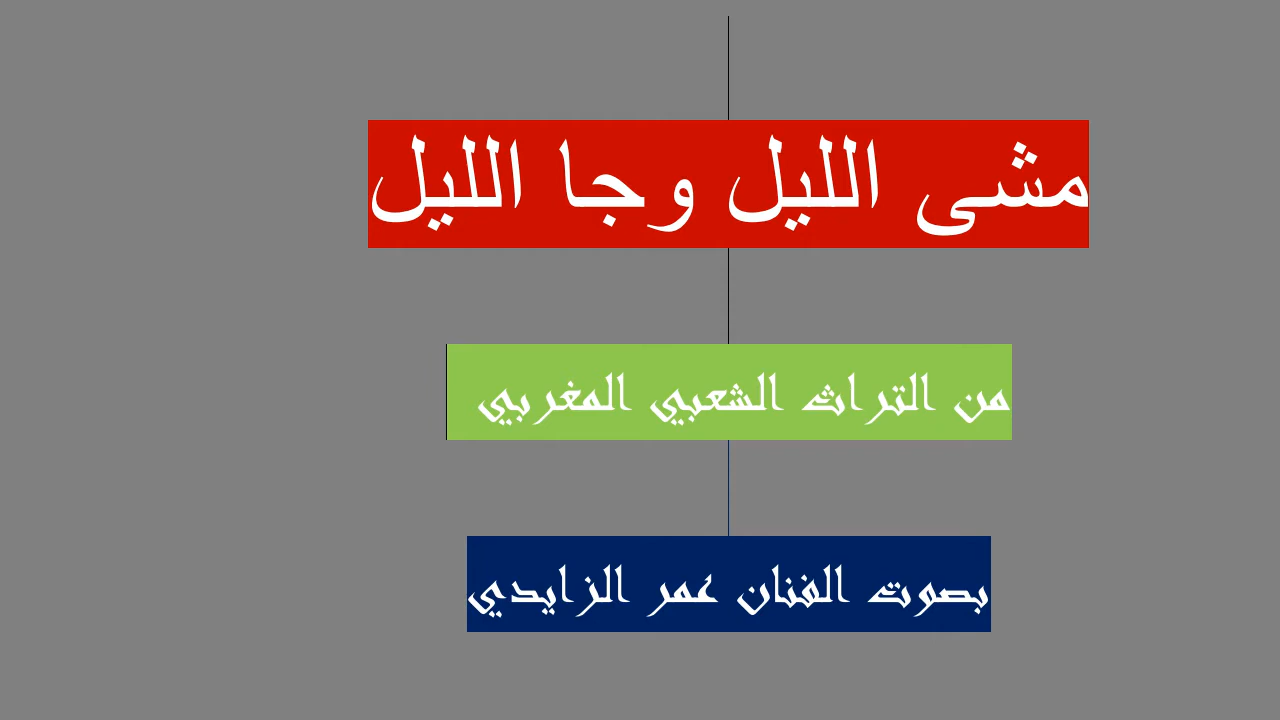 مشى الليل وجا الليل
من التراث الشعبي المغربي
بصوت الفنان عمر الزايدي